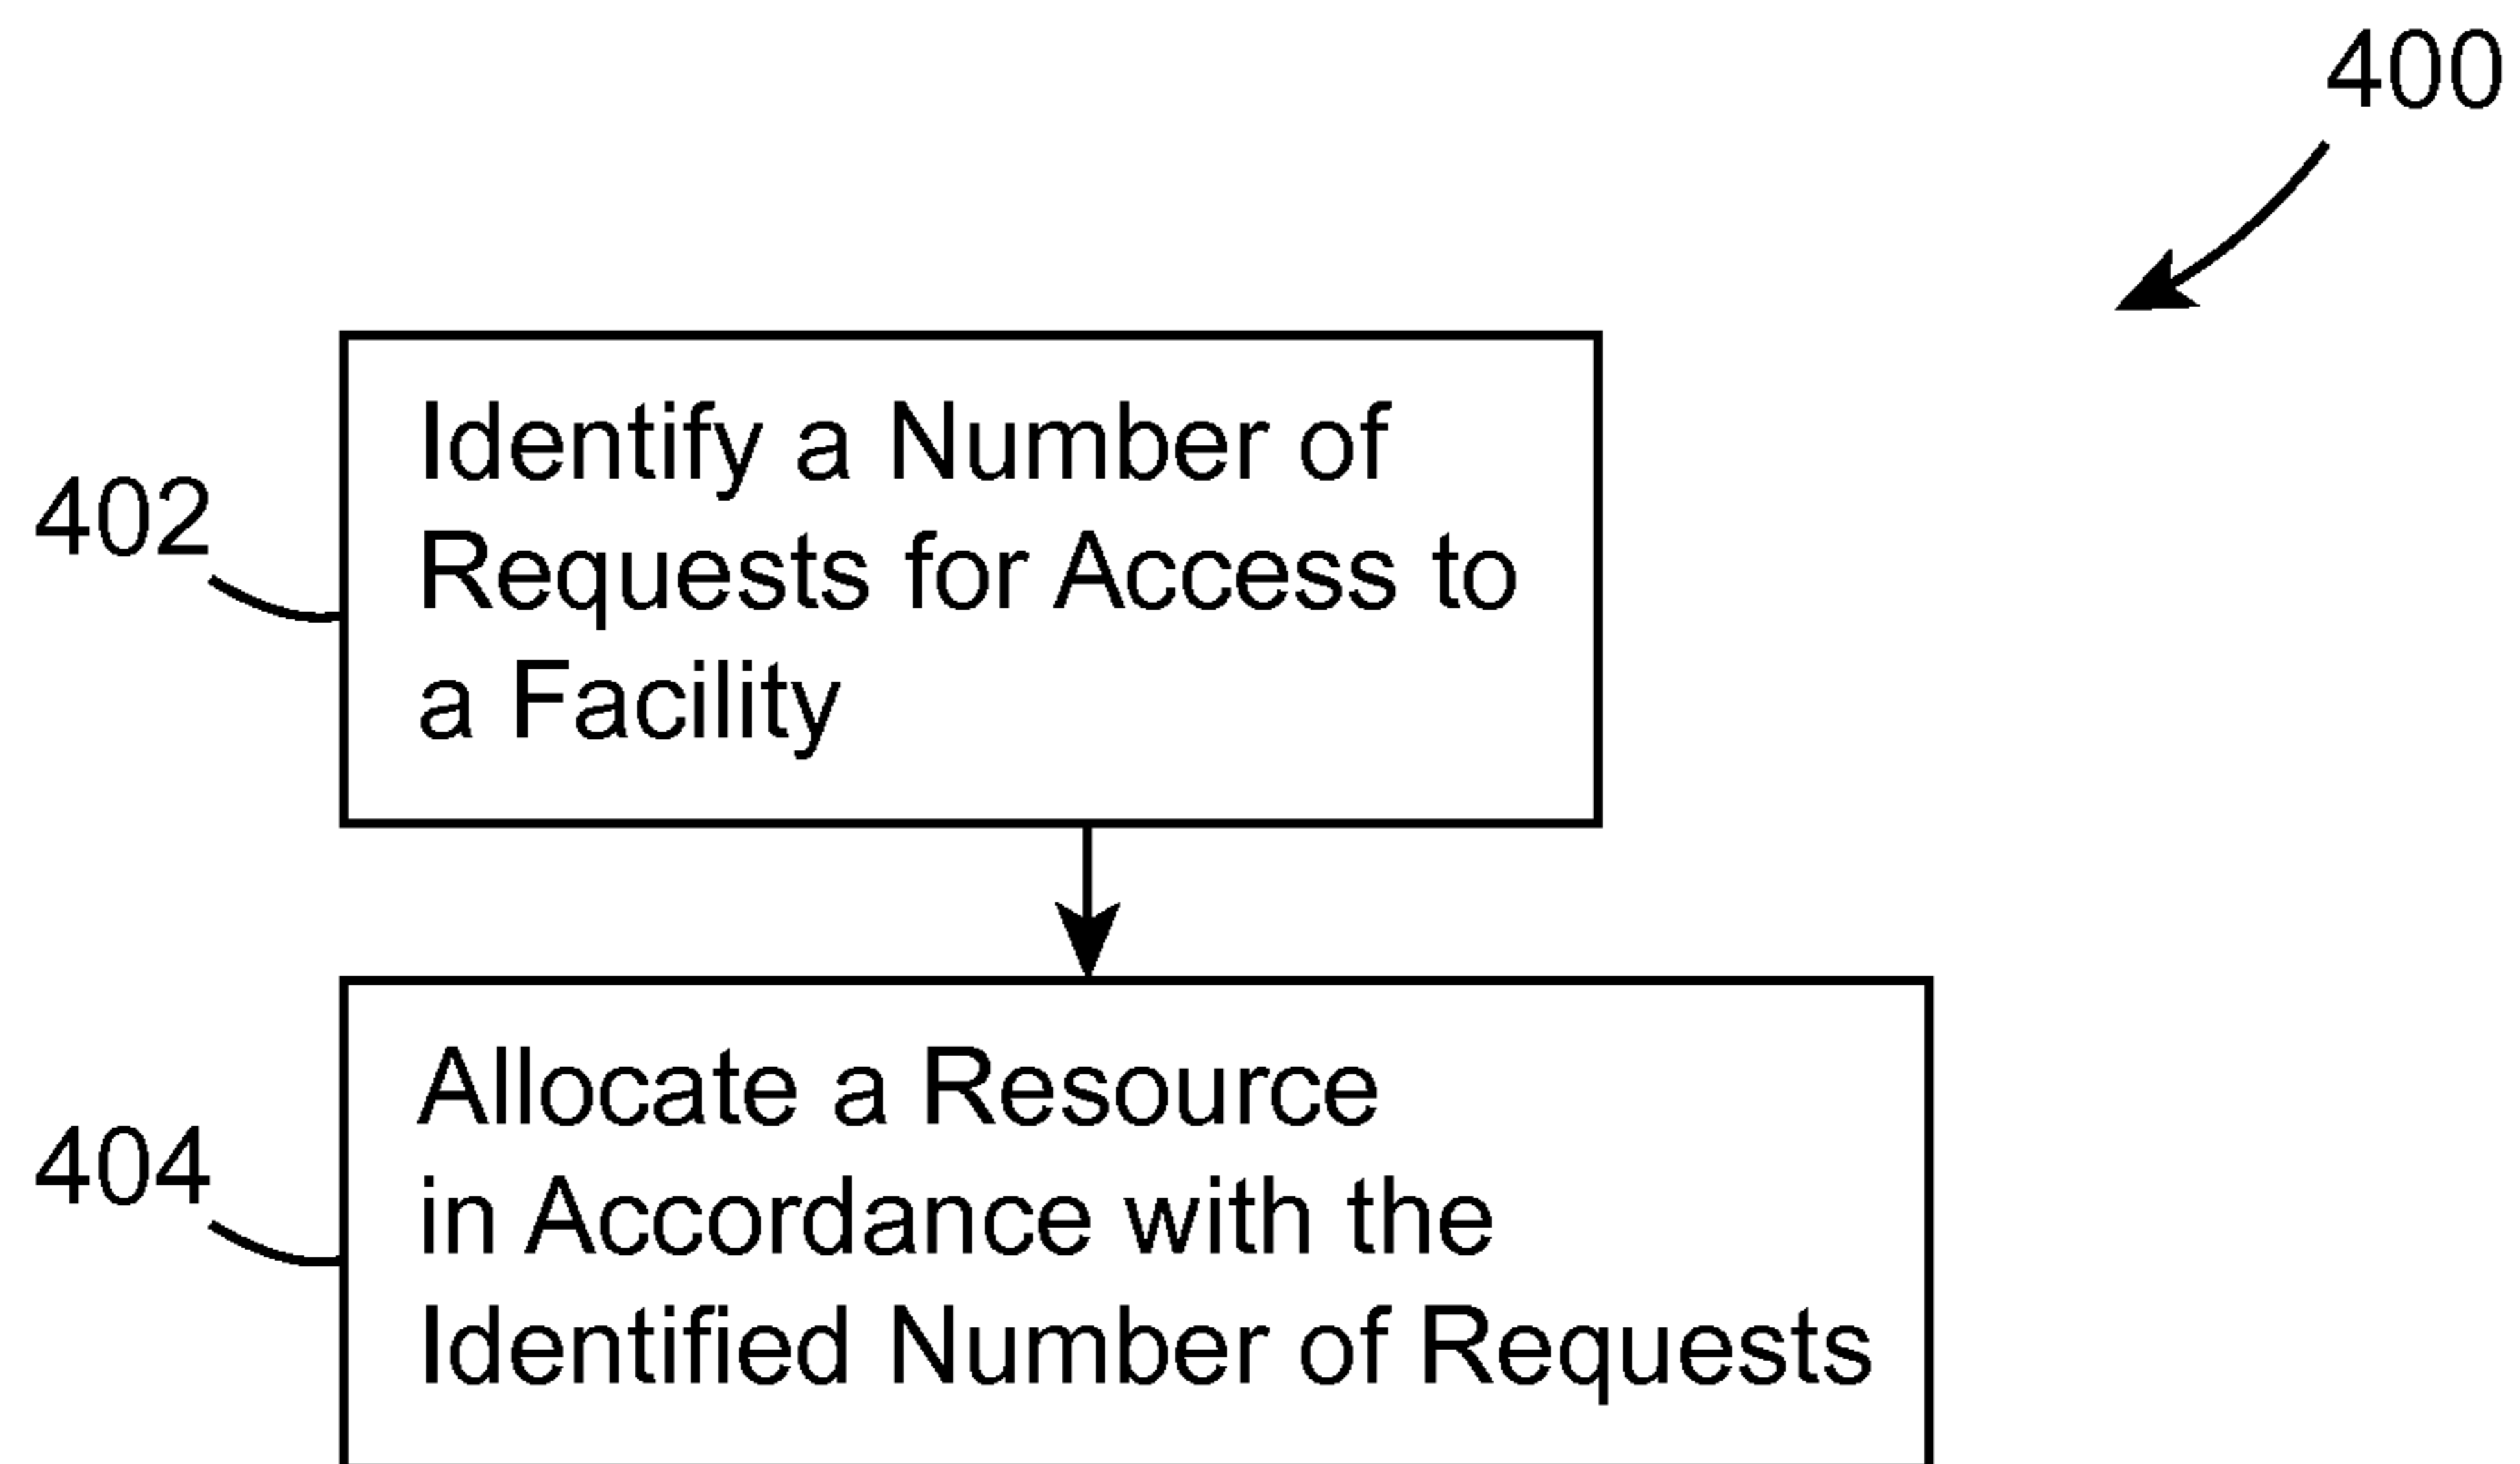 400
402
Identify a Number of
Requests for Access to
a Facility
404
Allocate a Resource
in Accordance with the
Identified Number of Requests